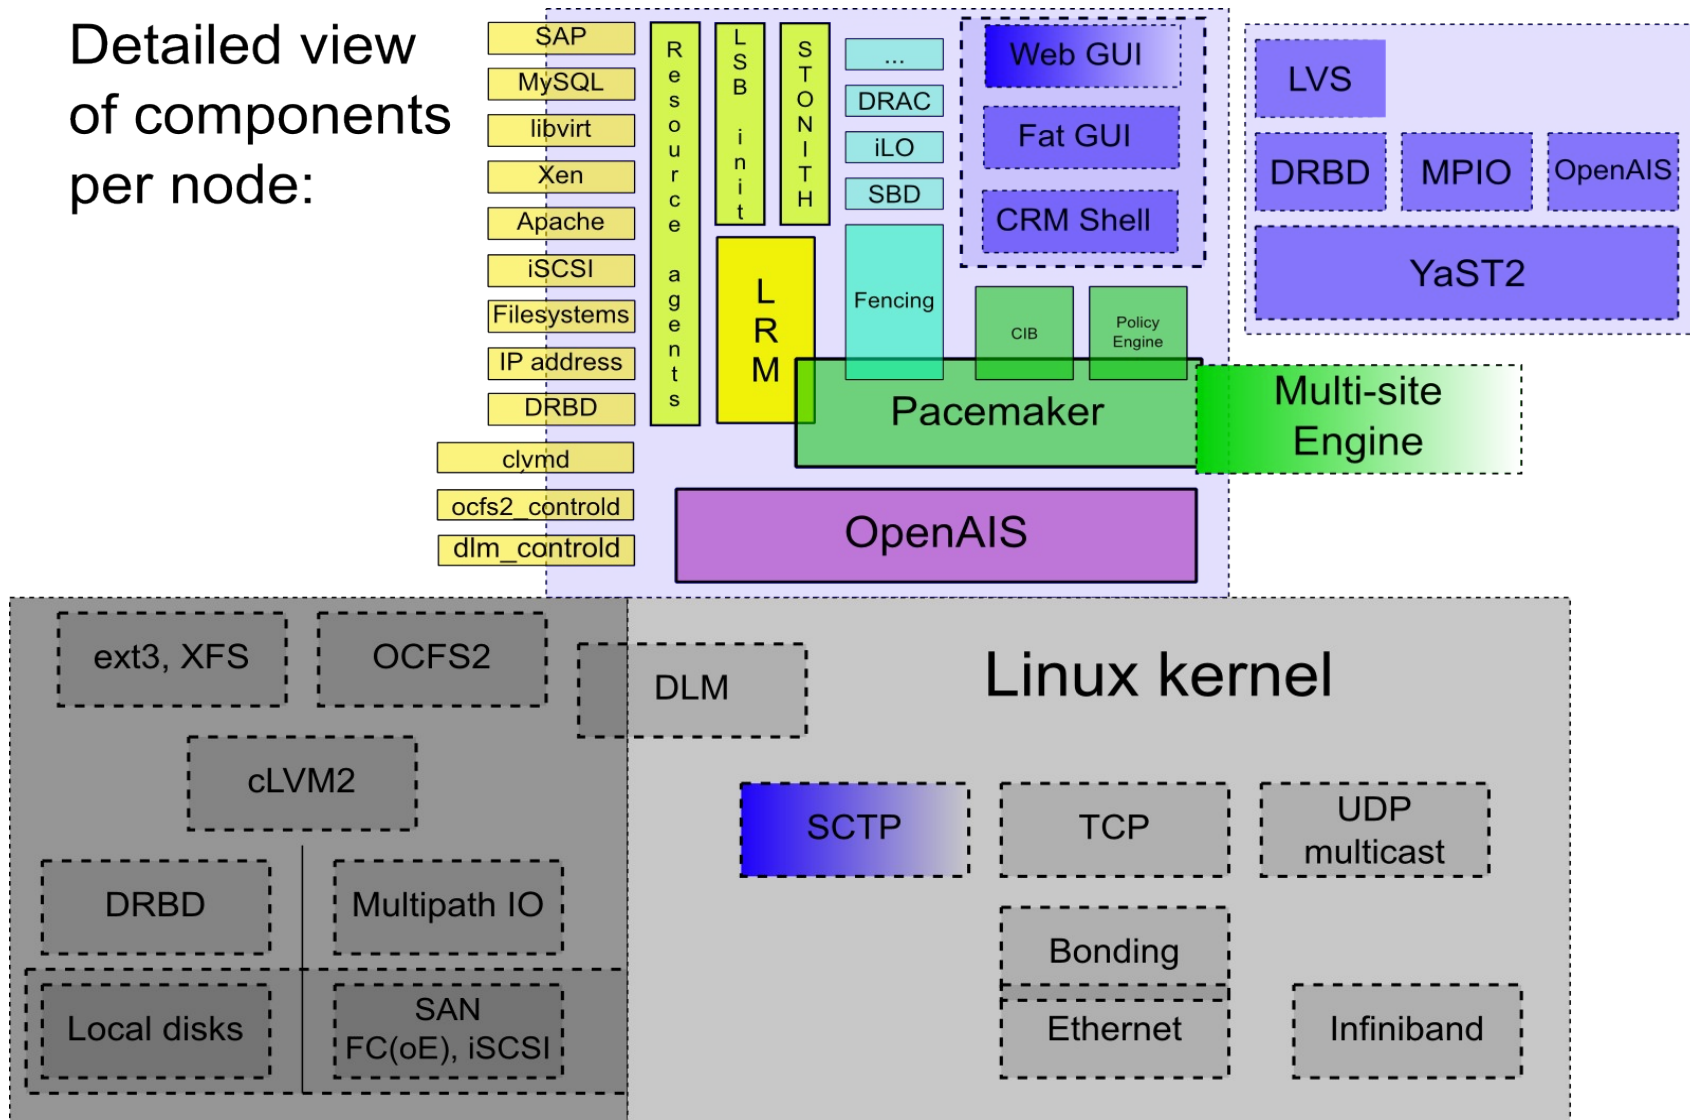 Detailed view
of components
per node:
SAP
MySQL
libvirt
Xen
Apache
iSCSI
Filesystems
IP address
DRBD
clvmd
ocfs2_controld
dlm_controld
Resource agents
LSB init
STONITH
LRM
...
DRAC
iLO
SBD
Fencing
Web GUI
Fat GUI
CRM Shell
CIB
Policy
Engine
Pacemaker
OpenAIS
LVS
DRBD
MPIO
OpenAIS
YaST2
Multi-site
Engine
ext3, XFS
OCFS2
DLM
Linux kernel
cLVM2
SCTP
TCP
UDP
multicast
DRBD
Multipath IO
Bonding
Local disks
SAN
FC(oE), iSCSI
Ethernet
Infiniband